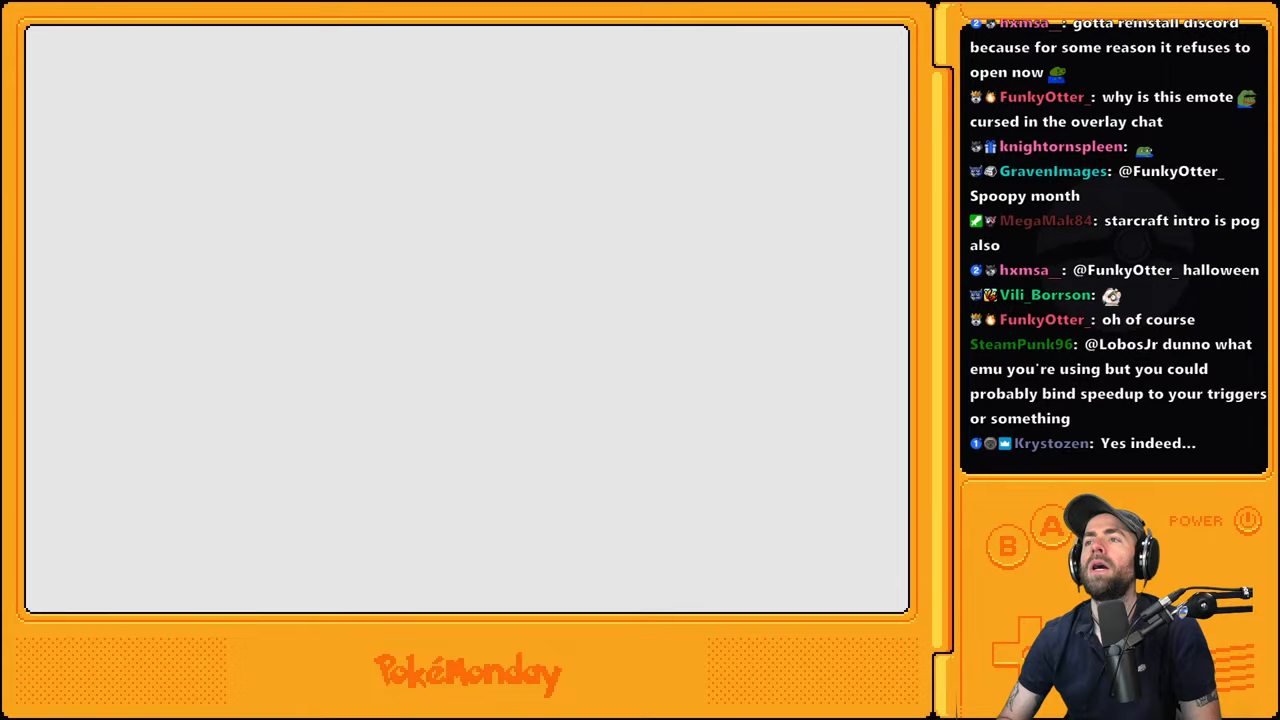 hxmsa__: gotta reinstall discord
because for some reason it refuses to
open now
FunkyOtter_: why is this emote
cursed in the overlay chat
knightornspleen:
GravenImages: @FunkyOtter_
Spoopy month
MegaMak84: starcraft intro is pog
also
hxmsa__: @FunkyOtter_ halloween
Vili_Borrson:
FunkyOtter_: oh of course
SteamPunk96: @LobosJr dunno what
emu you're using but you could
probably bind speedup to your triggers
or something
Krystozen: Yes indeed...
A
B
POWER
PokéMonday